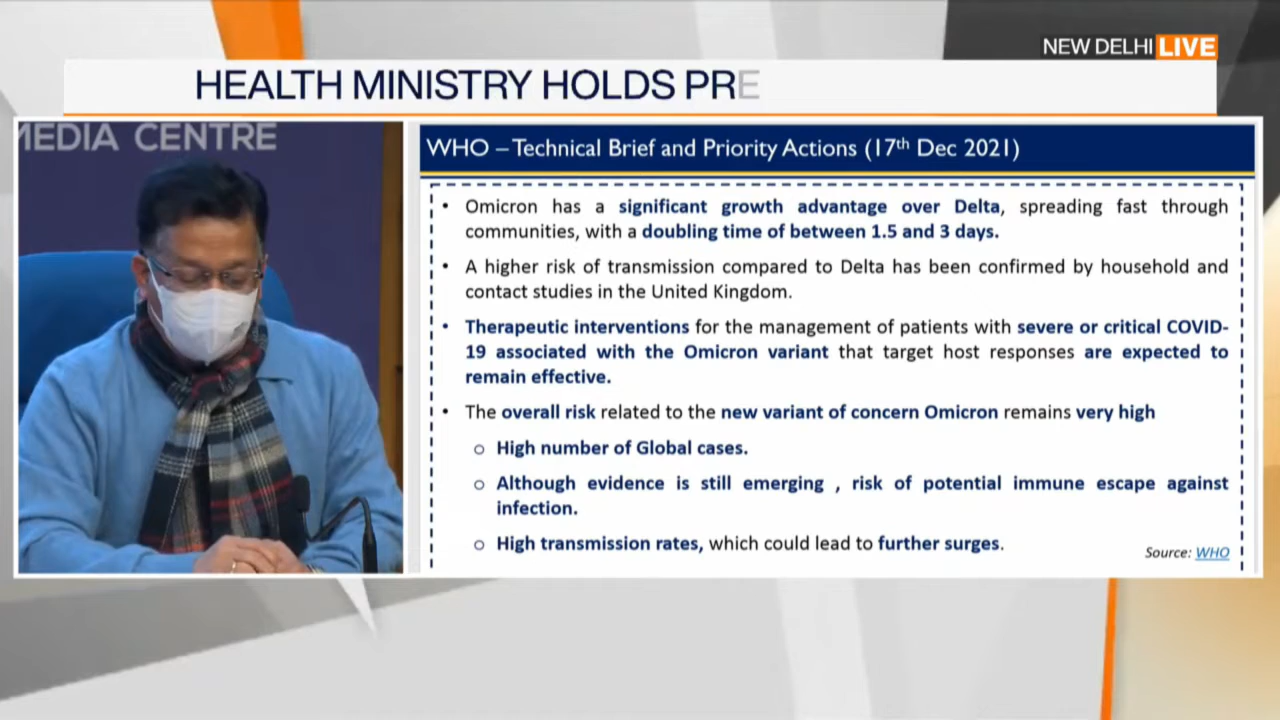 NEW DELHI LIVE
HEALTH MINISTRY HOLDS PRE
MEDIA CENTRE
WHO – Technical Brief and Priority Actions (17th Dec 2021)
• Omicron has a significant growth advantage over Delta, spreading fast through
communities, with a doubling time of between 1.5 and 3 days.
• A higher risk of transmission compared to Delta has been confirmed by household and
contact studies in the United Kingdom.
• Therapeutic interventions for the management of patients with severe or critical COVID-
19 associated with the Omicron variant that target host responses are expected to
remain effective.
• The overall risk related to the new variant of concern Omicron remains very high
o High number of Global cases.
o Although evidence is still emerging , risk of potential immune escape against
infection.
o High transmission rates, which could lead to further surges.
Source: WHO